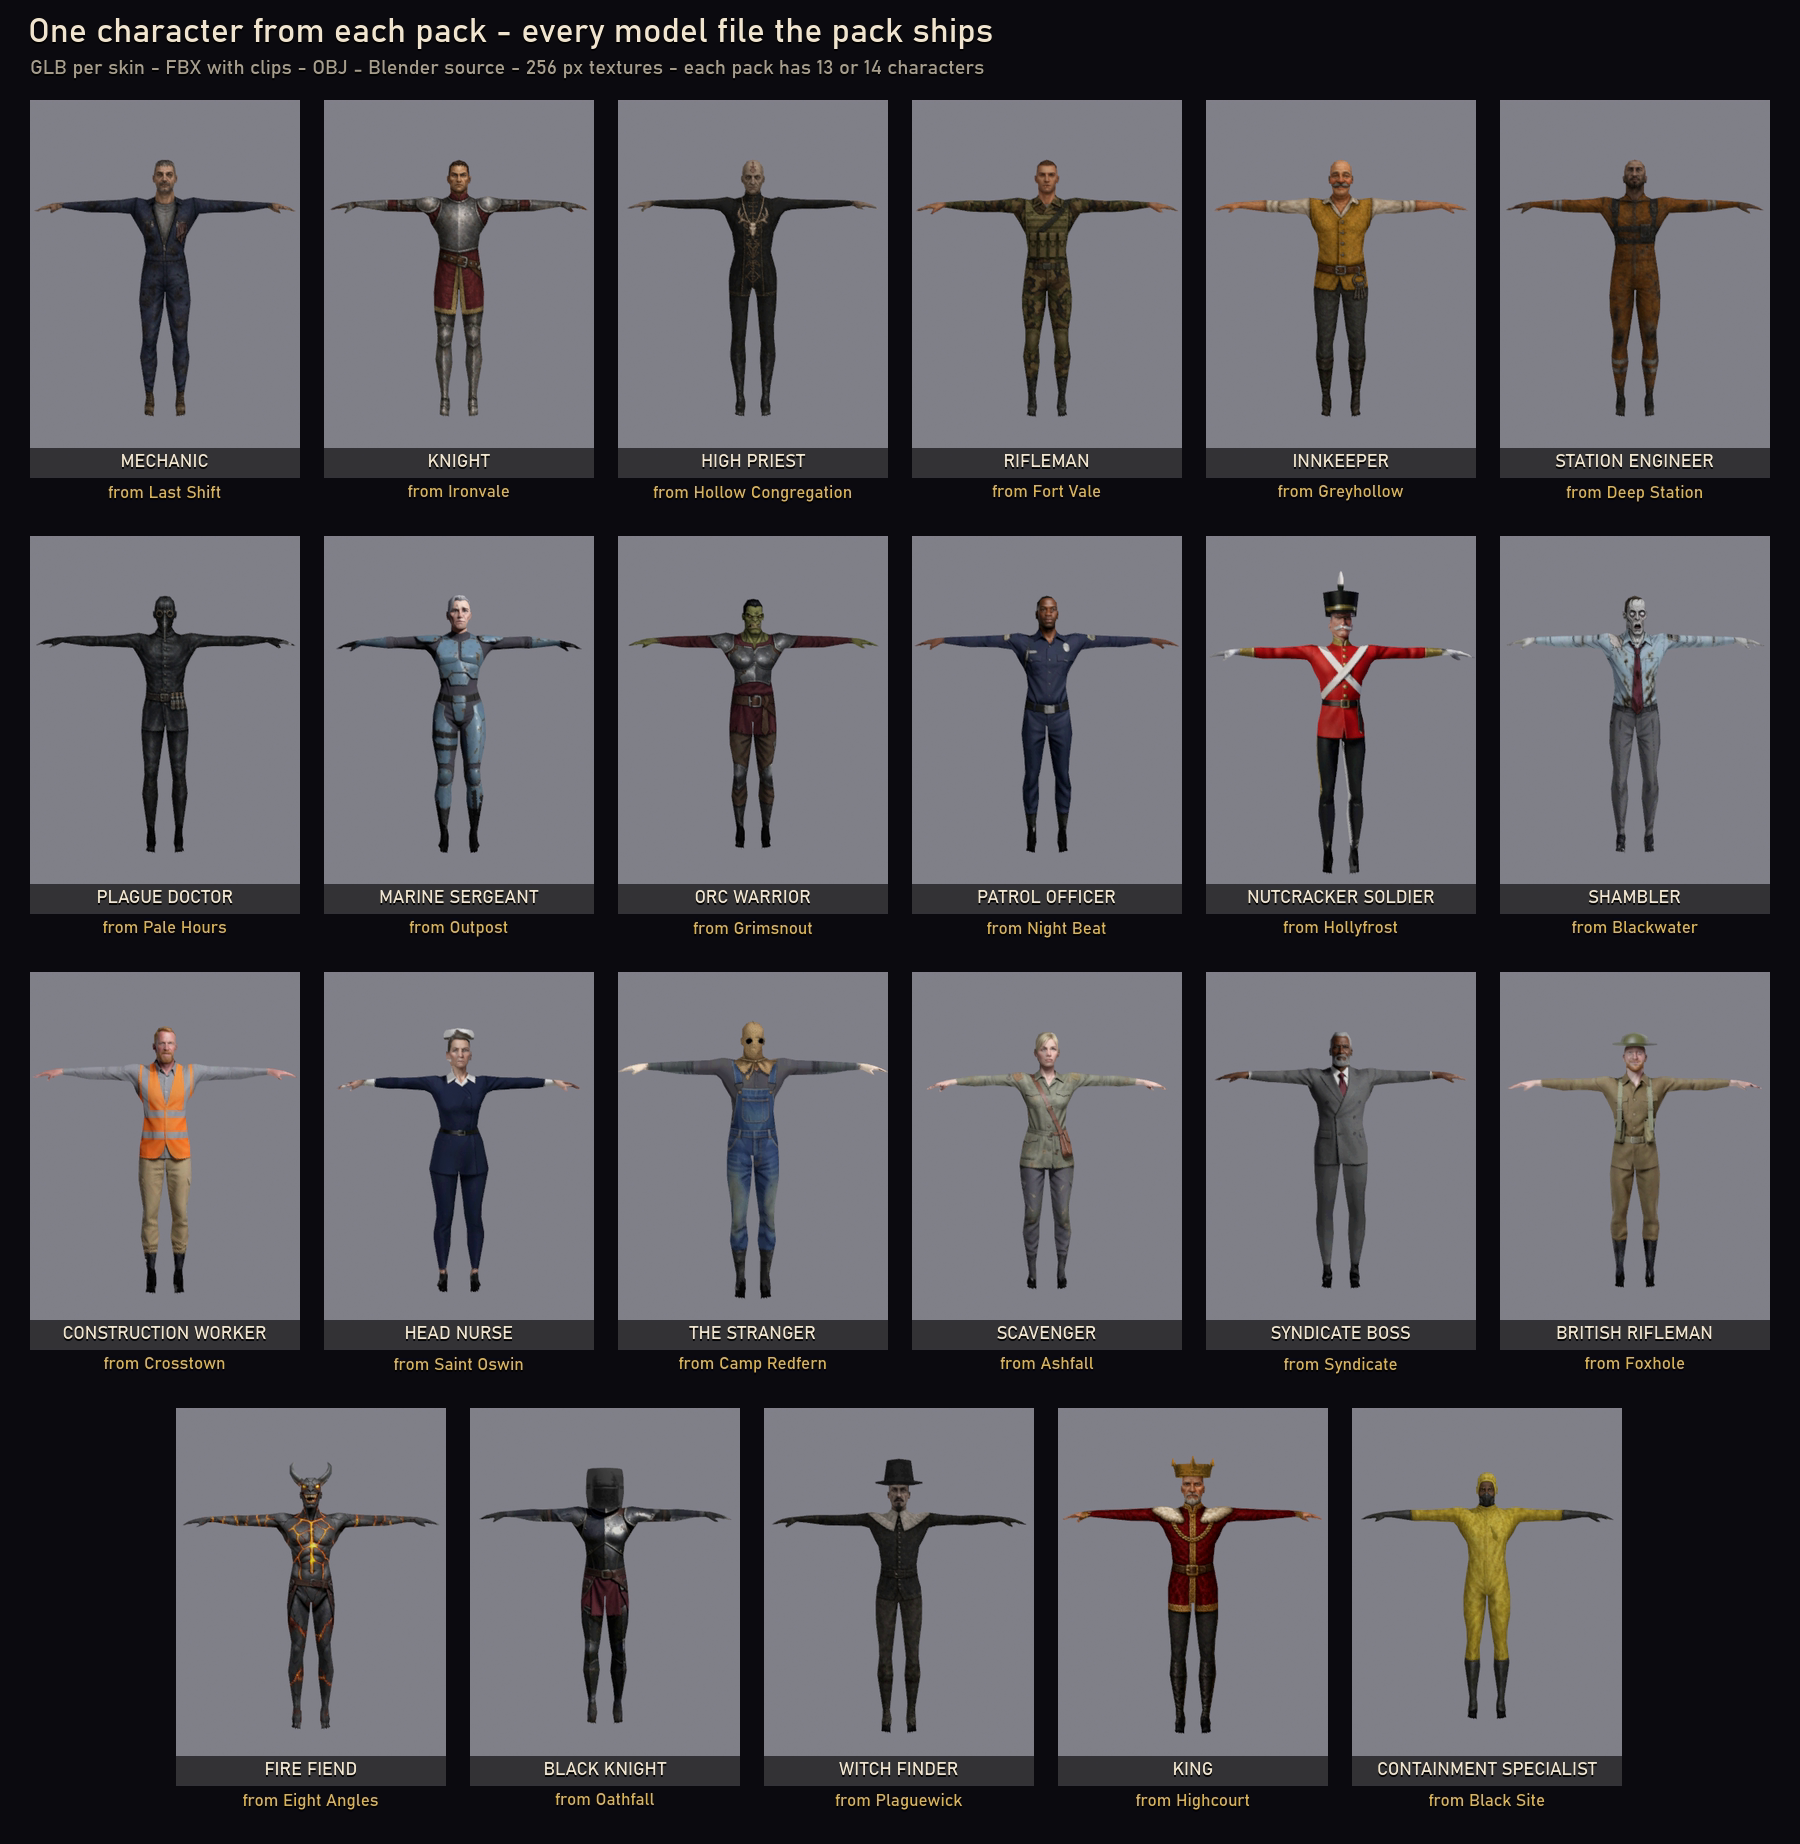 One character from each pack - every model file the pack ships
GLB per skin - FBX with clips - OBJ - Blender source - 256 px textures - each pack has 13 or 14 characters
MECHANIC
from Last Shift
KNIGHT
from Ironvale
HIGH PRIEST
from Hollow Congregation
RIFLEMAN
from Fort Vale
INNKEEPER
from Greyhollow
STATION ENGINEER
from Deep Station
PLAGUE DOCTOR
from Pale Hours
MARINE SERGEANT
from Outpost
ORC WARRIOR
from Grimsnout
PATROL OFFICER
from Night Beat
NUTCRACKER SOLDIER
from Hollyfrost
SHAMBLER
from Blackwater
CONSTRUCTION WORKER
from Crosstown
HEAD NURSE
from Saint Oswin
THE STRANGER
from Camp Redfern
SCAVENGER
from Ashfall
SYNDICATE BOSS
from Syndicate
BRITISH RIFLEMAN
from Foxhole
FIRE FIEND
from Eight Angles
BLACK KNIGHT
from Oathfall
WITCH FINDER
from Plaguewick
KING
from Highcourt
CONTAINMENT SPECIALIST
from Black Site